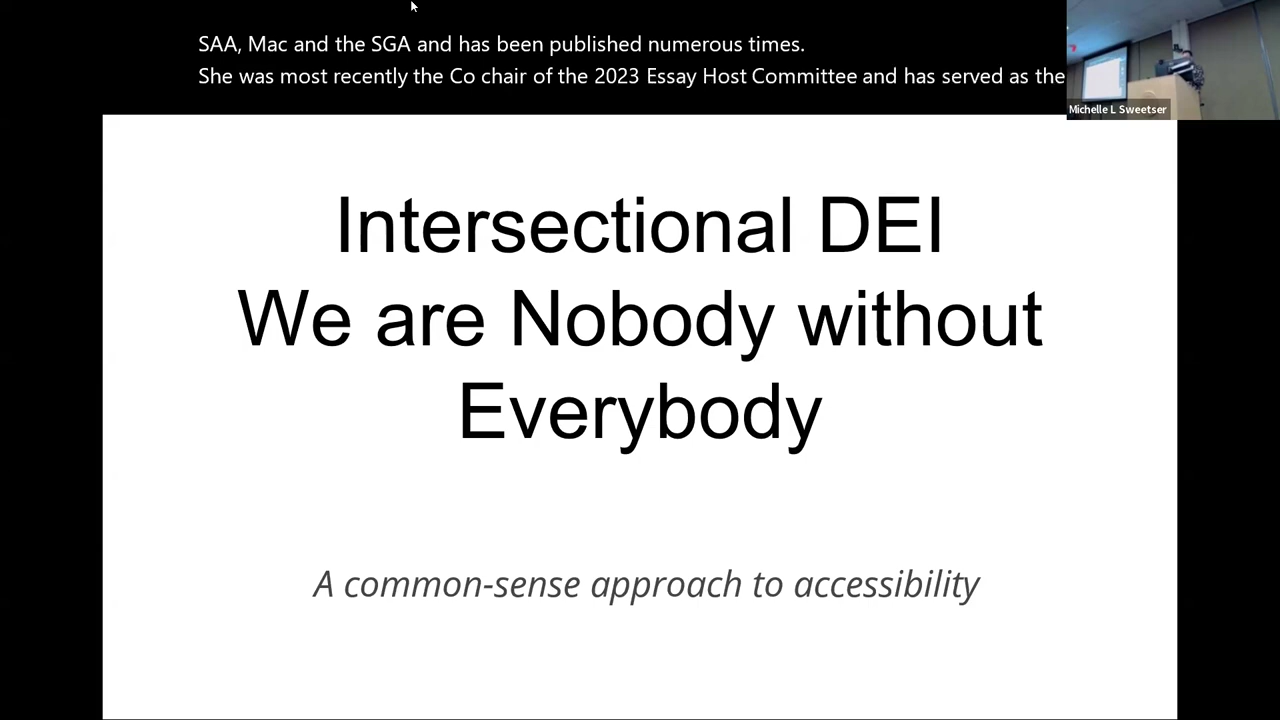 SAA, Mac and the SGA and has been published numerous times.
She was most recently the Co chair of the 2023 Essay Host Committee and has served as the
Michelle L Sweetser
Intersectional DEI
We are Nobody without
Everybody
A common-sense approach to accessibility